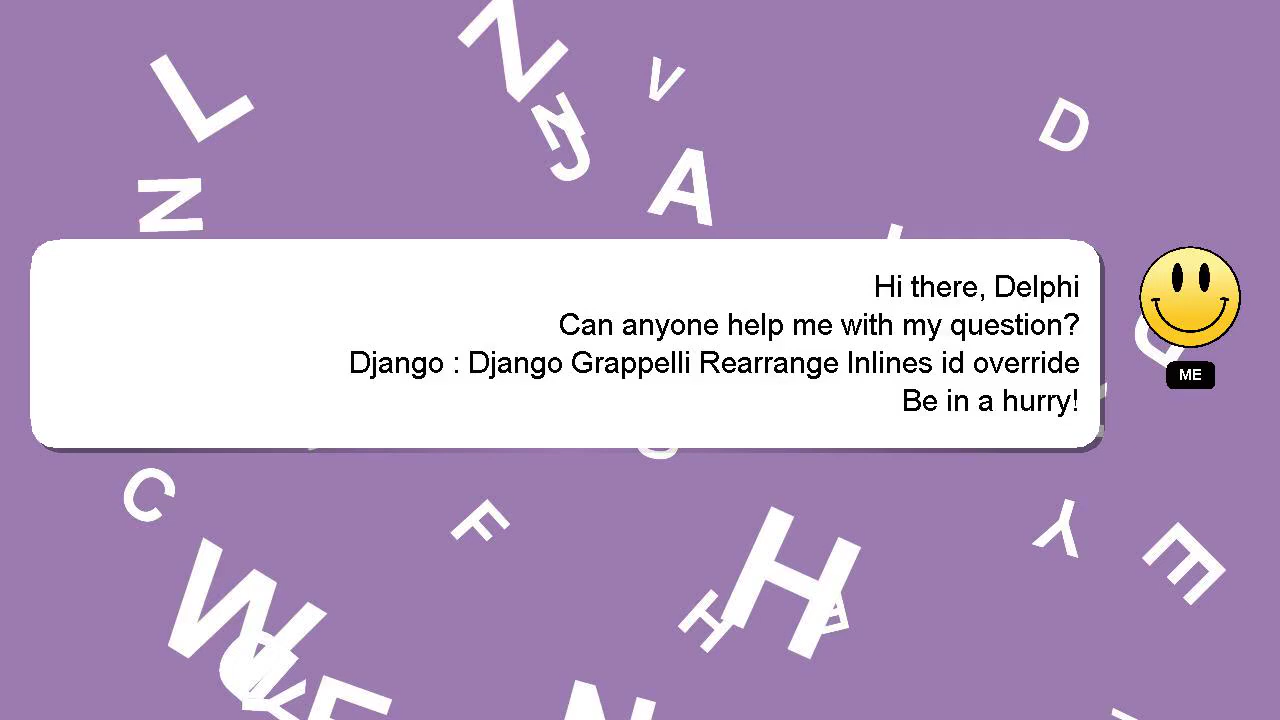 Hi there, Delphi
Can anyone help me with my question?
Django : Django Grappelli Rearrange Inlines id override
Be in a hurry!
ME
L
N
V
D
N
J
A
N
C
F
H
Y
E
W
H